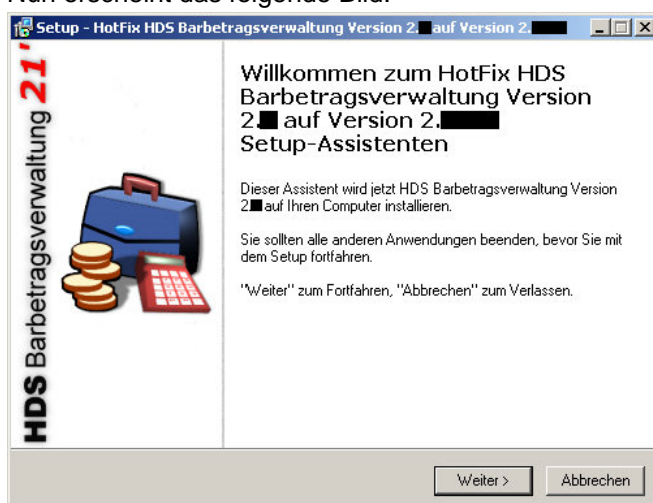 Nun erscheint das folgende Bild:
Setup - HotFix HDS Barbetragsverwaltung Version 2. auf Version 2.
HDS Barbetragsverwaltung 21'
Willkommen zum HotFix HDS
Barbetragsverwaltung Version
2. auf Version 2.
Setup-Assistenten
Dieser Assistent wird jetzt HDS Barbetragsverwaltung Version
2. auf Ihren Computer installieren.
Sie sollten alle anderen Anwendungen beenden, bevor Sie mit
dem Setup fortfahren.
"Weiter" zum Fortfahren, "Abbrechen" zum Verlassen.
Weiter >
Abbrechen